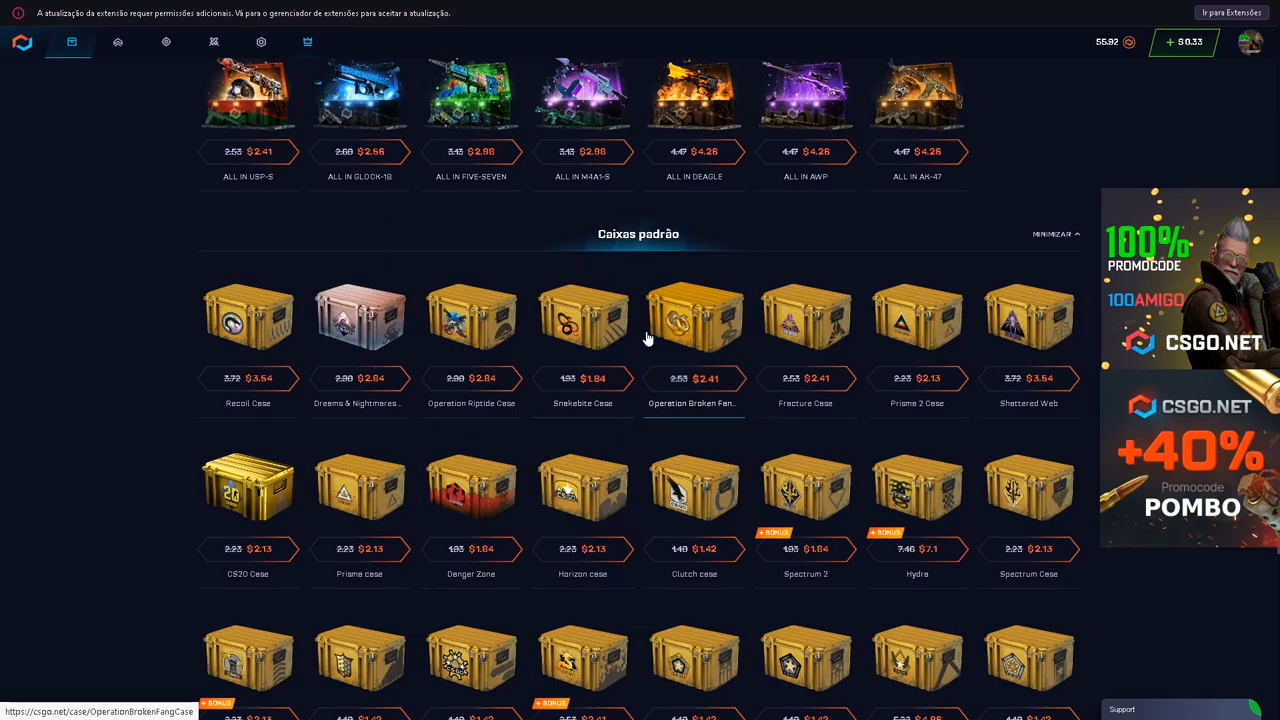 A atualização da extensão requer permissões adicionais. Vá para o gerenciador de extensões para aceitar a atualização.
Ir para Extensões
55.92
+ $ 0.33
2.53 $2.41
2.68 $2.56
3.13 $2.98
3.13 $2.98
4.47 $4.26
4.47 $4.26
4.47 $4.26
ALL IN USP-S
ALL IN GLOCK-18
ALL IN FIVE-SEVEN
ALL IN M4A1-S
ALL IN DEAGLE
ALL IN AWP
ALL IN AK-47
Caixas padrão
MINIMIZAR
3.72 $3.54
2.98 $2.84
2.98 $2.84
1.93 $1.84
2.53 $2.41
2.53 $2.41
2.23 $2.13
3.72 $3.54
Recoil Case
Dreams & Nightmares ...
Operation Riptide Case
Snakebite Case
Operation Broken Fan...
Fracture Case
Prisma 2 Case
Shattered Web
100%
PROMOCODE
100AMIGO
CSGO.NET
CSGO.NET
+40%
Promocode
POMBO
20
+ BONUS
+ BONUS
2.23 $2.13
2.23 $2.13
1.93 $1.84
2.23 $2.13
1.49 $1.42
1.93 $1.84
7.46 $7.1
2.23 $2.13
CS20 Case
Prisma case
Danger Zone
Horizon case
Clutch case
Spectrum 2
Hydra
Spectrum Case
+ BONUS
+ BONUS
https://csgo.net/case/OperationBrokenFangCase
Support